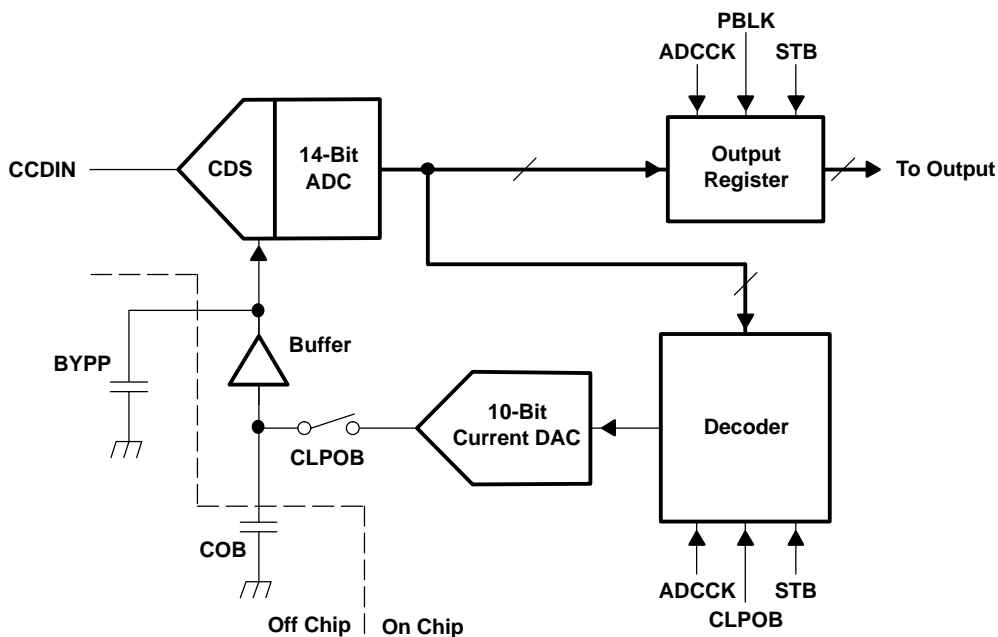 PBLK
ADCCK
STB
CCDIN
CDS
14-Bit
ADC
Output
Register
To Output
BYPP
Buffer
10-Bit
Current DAC
Decoder
CLPOB
COB
ADCCK
STB
CLPOB
Off Chip
On Chip